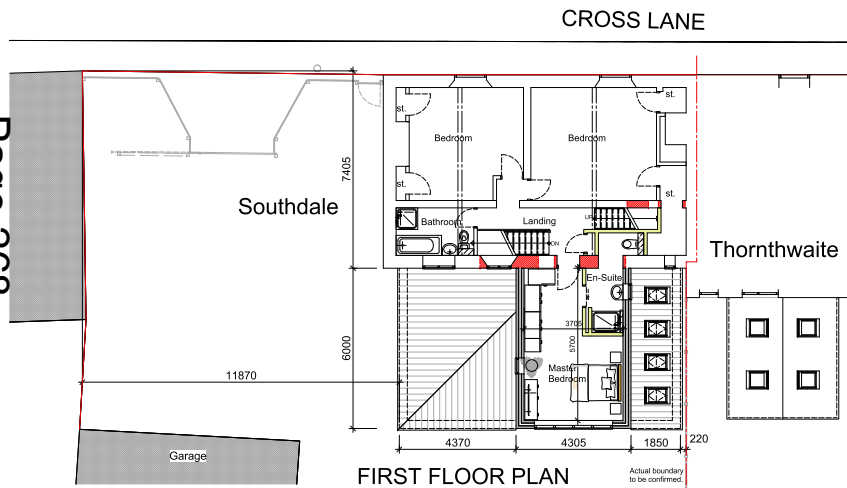 CROSS LANE
st.
Bedroom
Bedroom
st.
7405
st.
st.
Southdale
Bathroom
Landing
UP
DN
Thornthwaite
En-Suite
3705
5700
6000
11870
Master
Bedroom
4370
4305
1850
220
Garage
FIRST FLOOR PLAN
Actual boundary
to be confirmed.